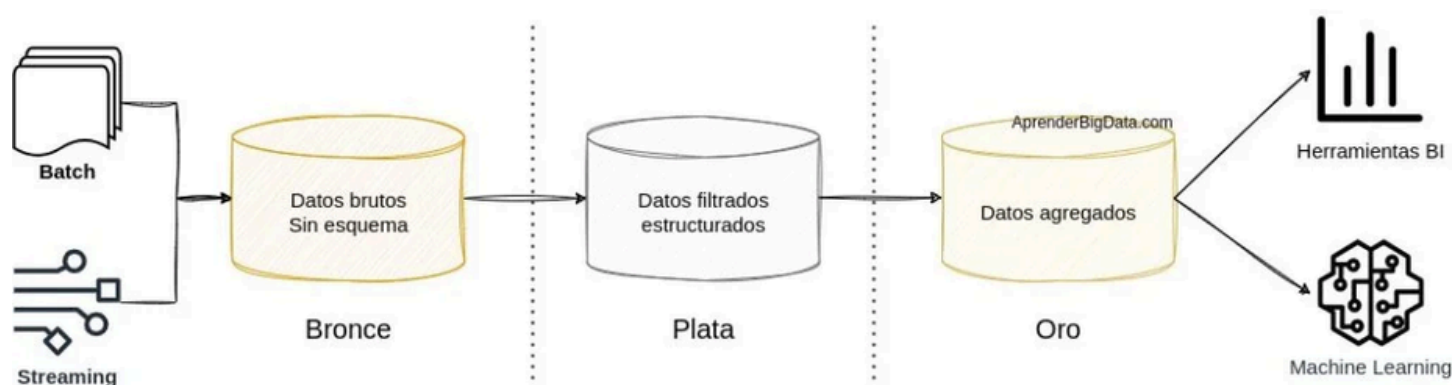 Batch
Streaming
Datos brutos
Sin esquema
Bronce
Datos filtrados
estructurados
Plata
AprenderBigData.com
Datos agregados
Oro
Herramientas BI
Machine Learning